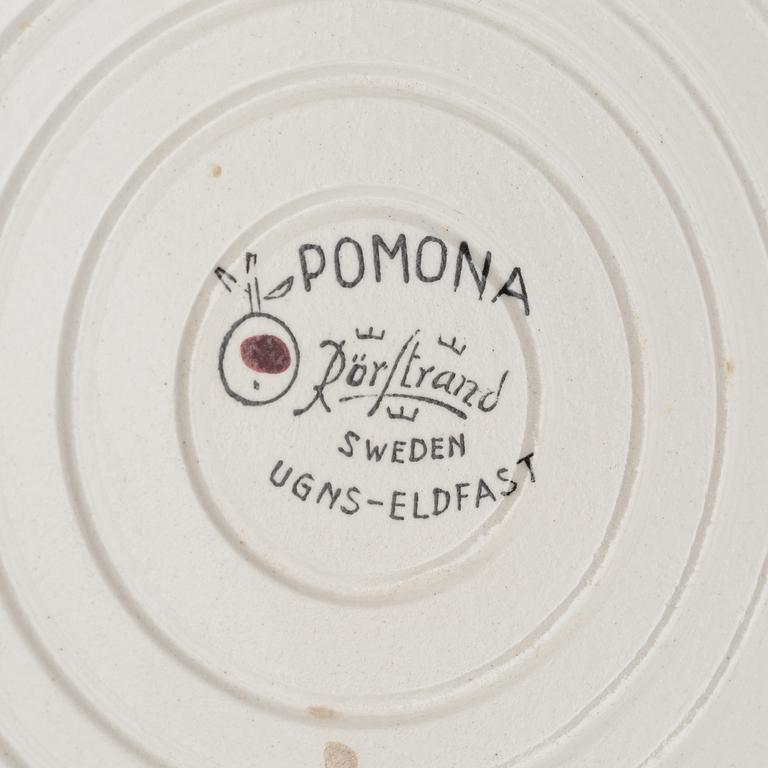 POMONA
Rörstrand
SWEDEN
UGNS-ELDFAST